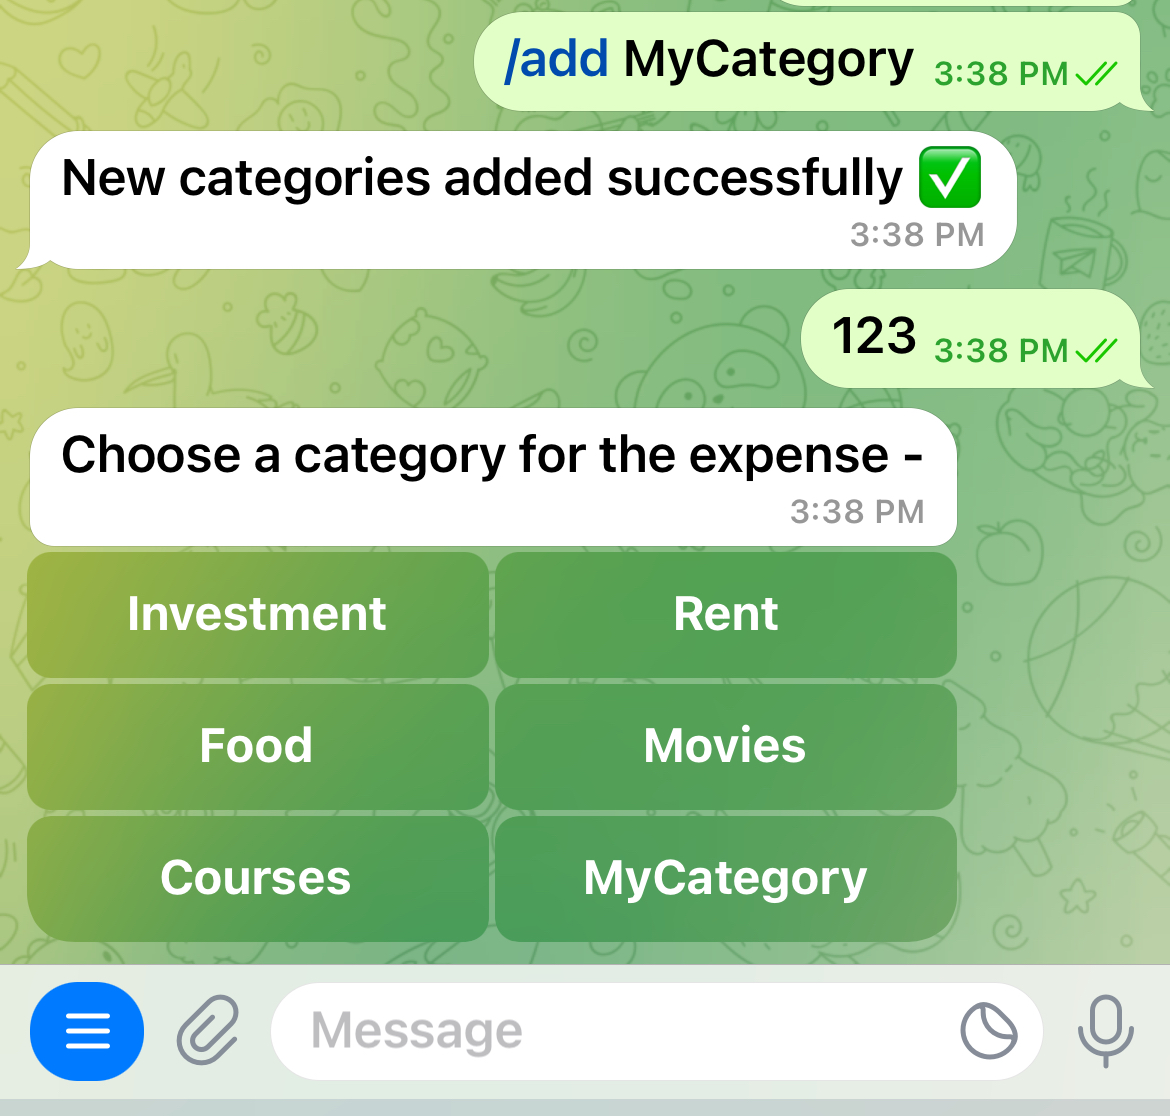 /add MyCategory 3:38 PM
New categories added successfully ✅
3:38 PM
123 3:38 PM
Choose a category for the expense -
3:38 PM
Investment Rent
Food Movies
Courses MyCategory
Message